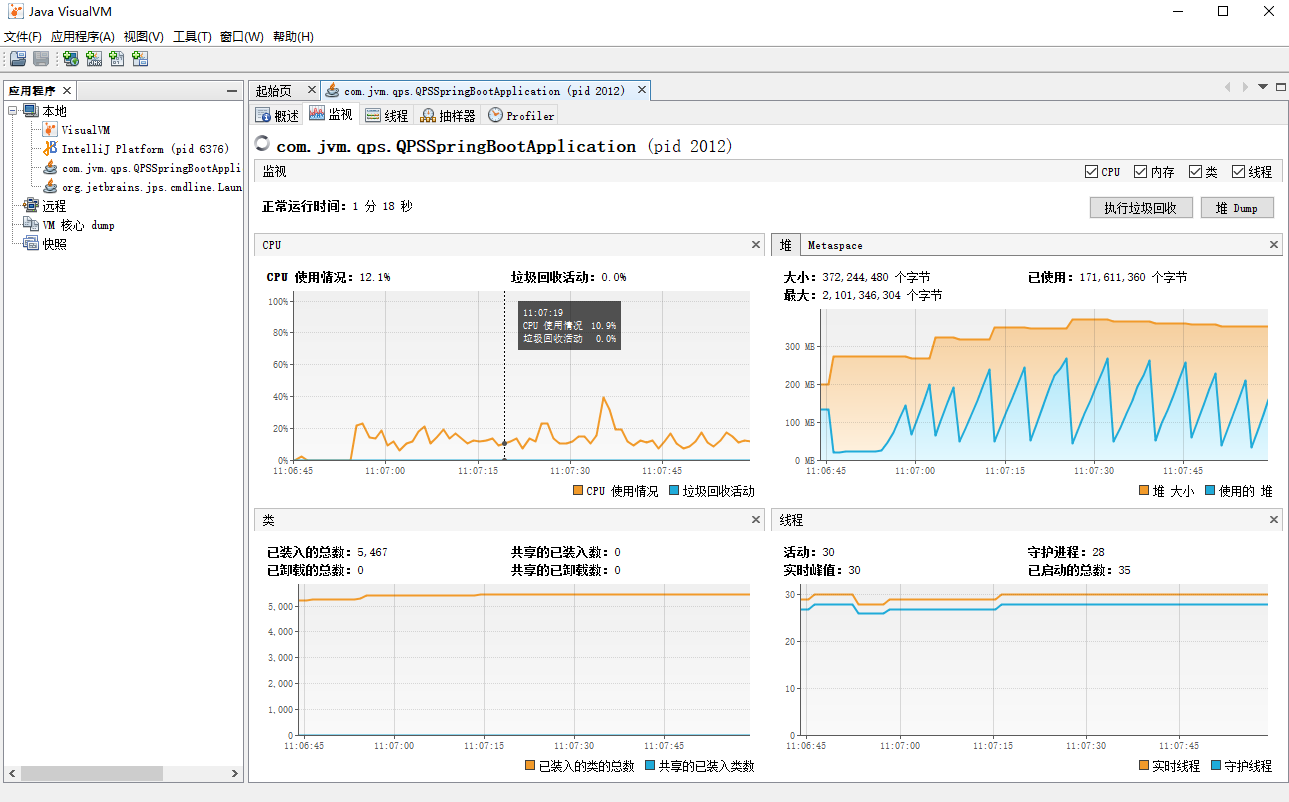 Java VisualVM
文件(F) 应用程序(A) 视图(V) 工具(T) 窗口(W) 帮助(H)
应用程序
本地
VisualVM
IntelliJ Platform (pid 6376)
com.jvm.qps.QPSSpringBootAppli
org.jetbrains.jps.cmdline.Laun
远程
VM 核心 dump
快照
起始页 com.jvm.qps.QPSSpringBootApplication (pid 2012)
概述 监视 线程 抽样器 Profiler
com.jvm.qps.QPSSpringBootApplication (pid 2012)
监视 CPU 内存 类 线程
正常运行时间: 1 分 18 秒 执行垃圾回收 堆 Dump
CPU
CPU 使用情况: 12.1% 垃圾回收活动: 0.0%
100%
80%
60%
40%
20%
0%
11:07:19
CPU 使用情况 10.9%
垃圾回收活动 0.0%
11:06:45 11:07:00 11:07:15 11:07:30 11:07:45
CPU 使用情况 垃圾回收活动
堆 Metaspace
大小: 372,244,480 个字节 已使用: 171,611,360 个字节
最大: 2,101,346,304 个字节
300 MB
200 MB
100 MB
0 MB
11:06:45 11:07:00 11:07:15 11:07:30 11:07:45
堆 大小 使用的 堆
类
已装入的总数: 5,467 共享的已装入数: 0
已卸载的总数: 0 共享的已卸载数: 0
5,000
4,000
3,000
2,000
1,000
0
11:06:45 11:07:00 11:07:15 11:07:30 11:07:45
已装入的类的总数 共享的已装入类数
线程
活动: 30 守护进程: 28
实时峰值: 30 已启动的总数: 35
30
20
10
0
11:06:45 11:07:00 11:07:15 11:07:30 11:07:45
实时线程 守护线程